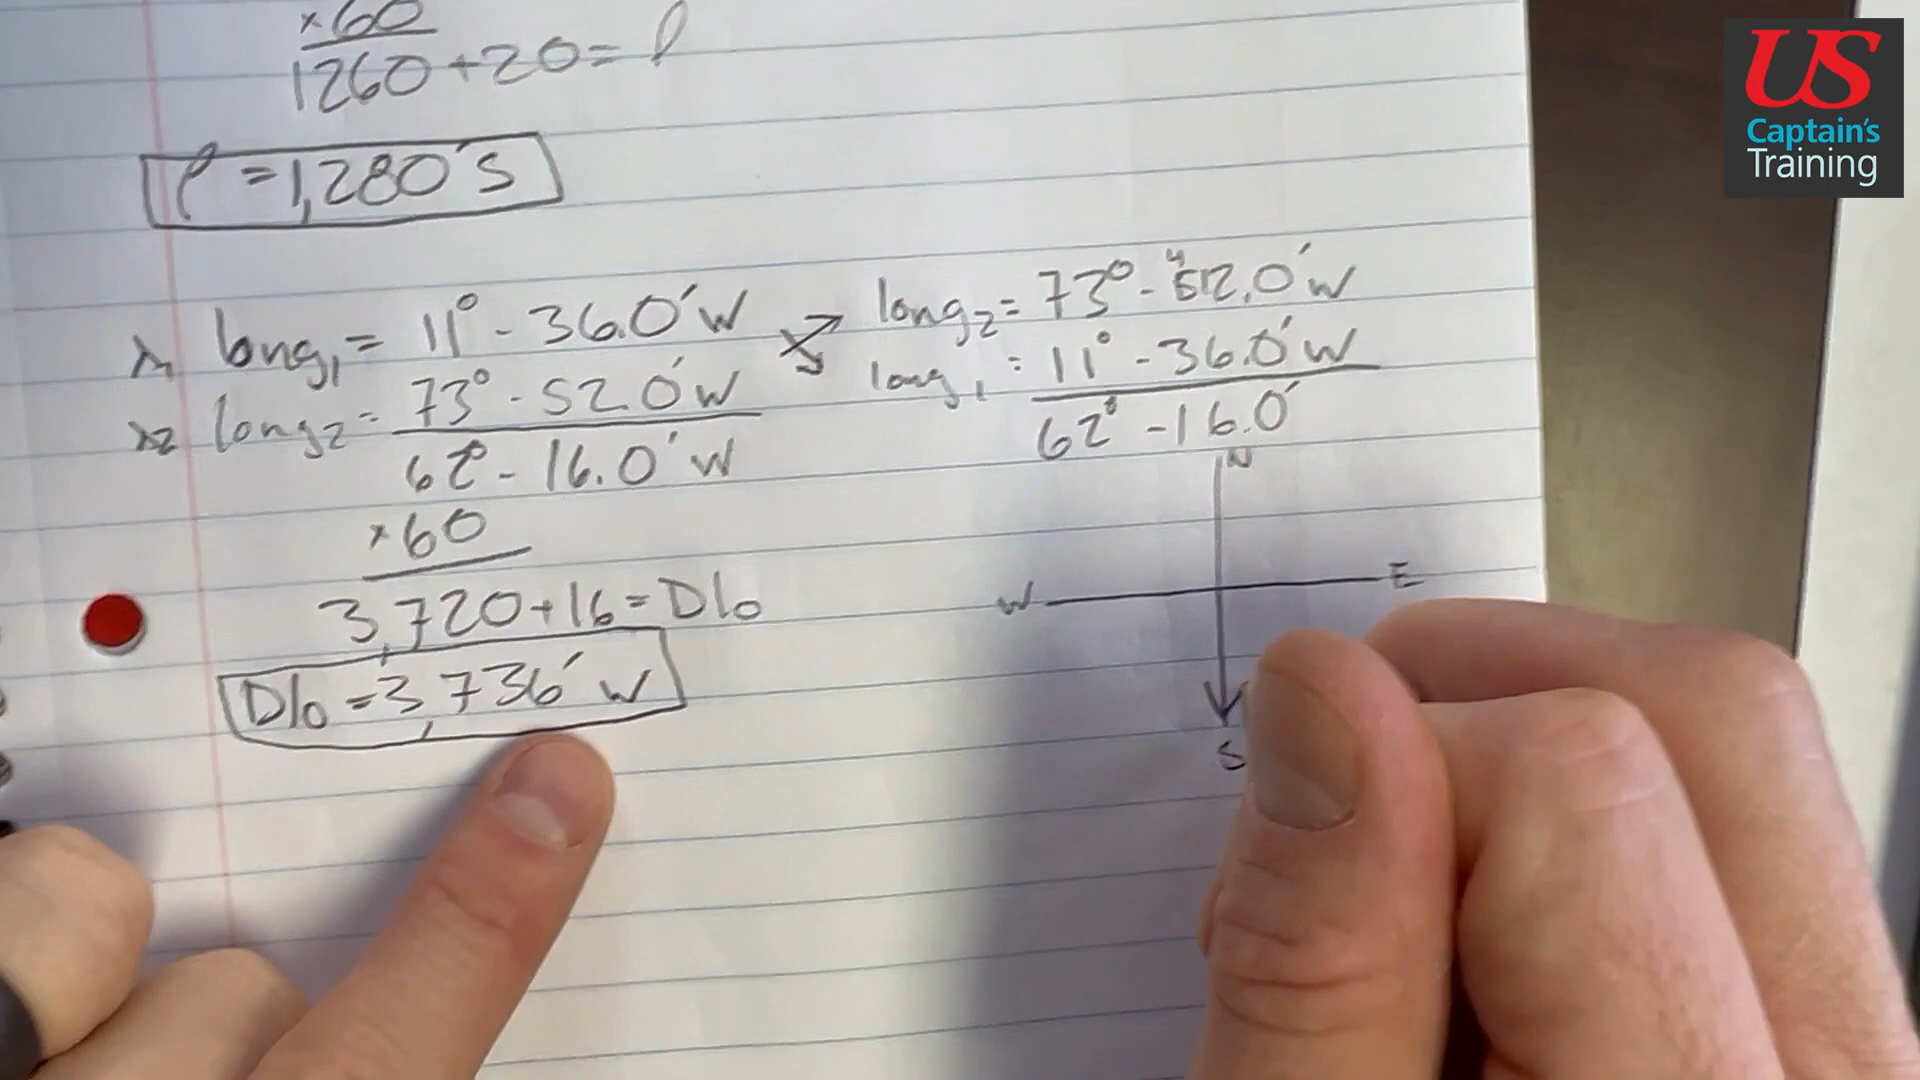 ×60
1260+20=l
l=1,280's
λ1 long1= 11°-36.0'W
λ2 long2= 73°-52.0'W
62°-16.0'W
×60
3,720+16=Dlo
Dlo=3,736'W
long2= 73°-52.0'W
long1= 11°-36.0'W
62°-16.0'
N
W
E
S
US
Captain's
Training